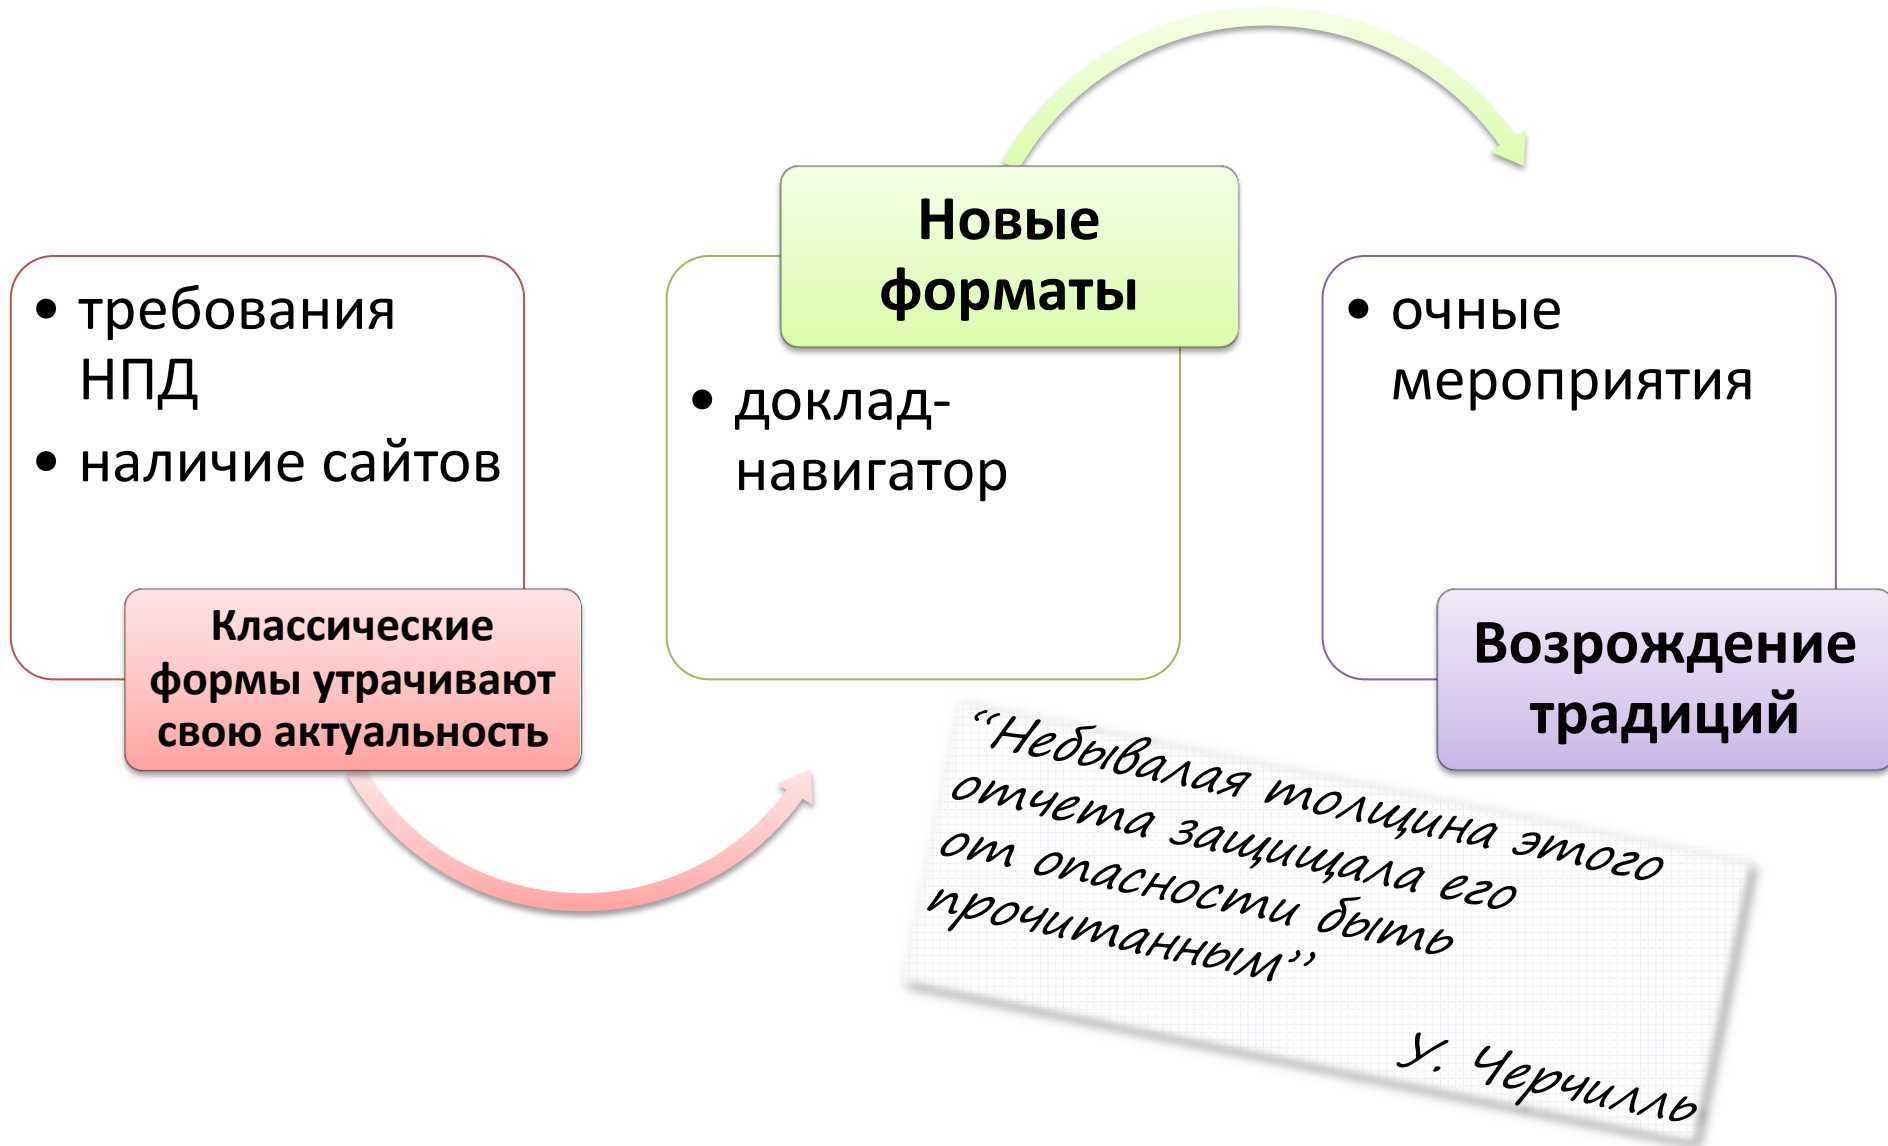 • требования
НПД
• наличие сайтов
Классические
формы утрачивают
свою актуальность
Новые
форматы
• доклад-
навигатор
• очные
мероприятия
Возрождение
традиций
“Небывалая толщина этого
отчета защищала его
от опасности быть
прочитанным”
У. Черчилль